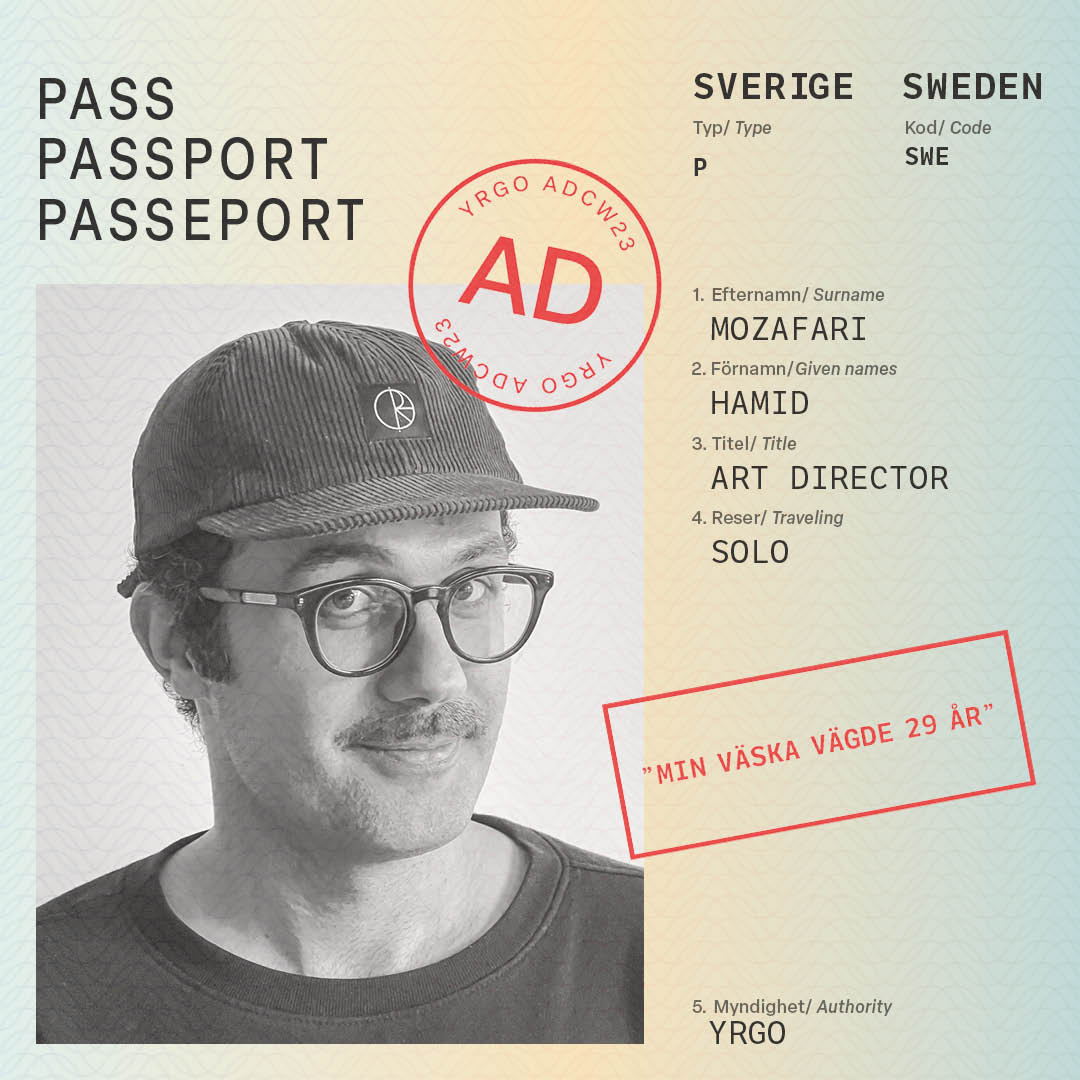 PASS
PASSPORT
PASSEPORT
SVERIGE SWEDEN
Typ/ Type Kod/ Code
P SWE
YRGO ADCW23
AD
YRGO ADCW23
1. Efternamn/ Surname
MOZAFARI
2. Förnamn/Given names
HAMID
3. Titel/ Title
ART DIRECTOR
4. Reser/ Traveling
SOLO
”MIN VÄSKA VÄGDE 29 ÅR”
5. Myndighet/ Authority
YRGO